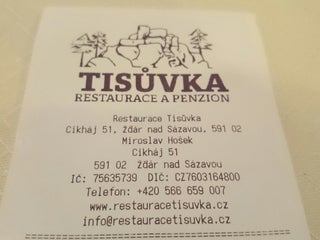 TISŮVKA
RESTAURACE A PENZION
Restaurace Tisůvka
Cikháj 51, Žďár nad Sázavou, 591 02
Miroslav Hošek
Cikháj 51
591 02 Žďár nad Sázavou
IČ: 75635739 DIČ: CZ7603164800
Telefon: +420 566 659 007
www.restauracetisuvka.cz
info@restauracetisuvka.cz